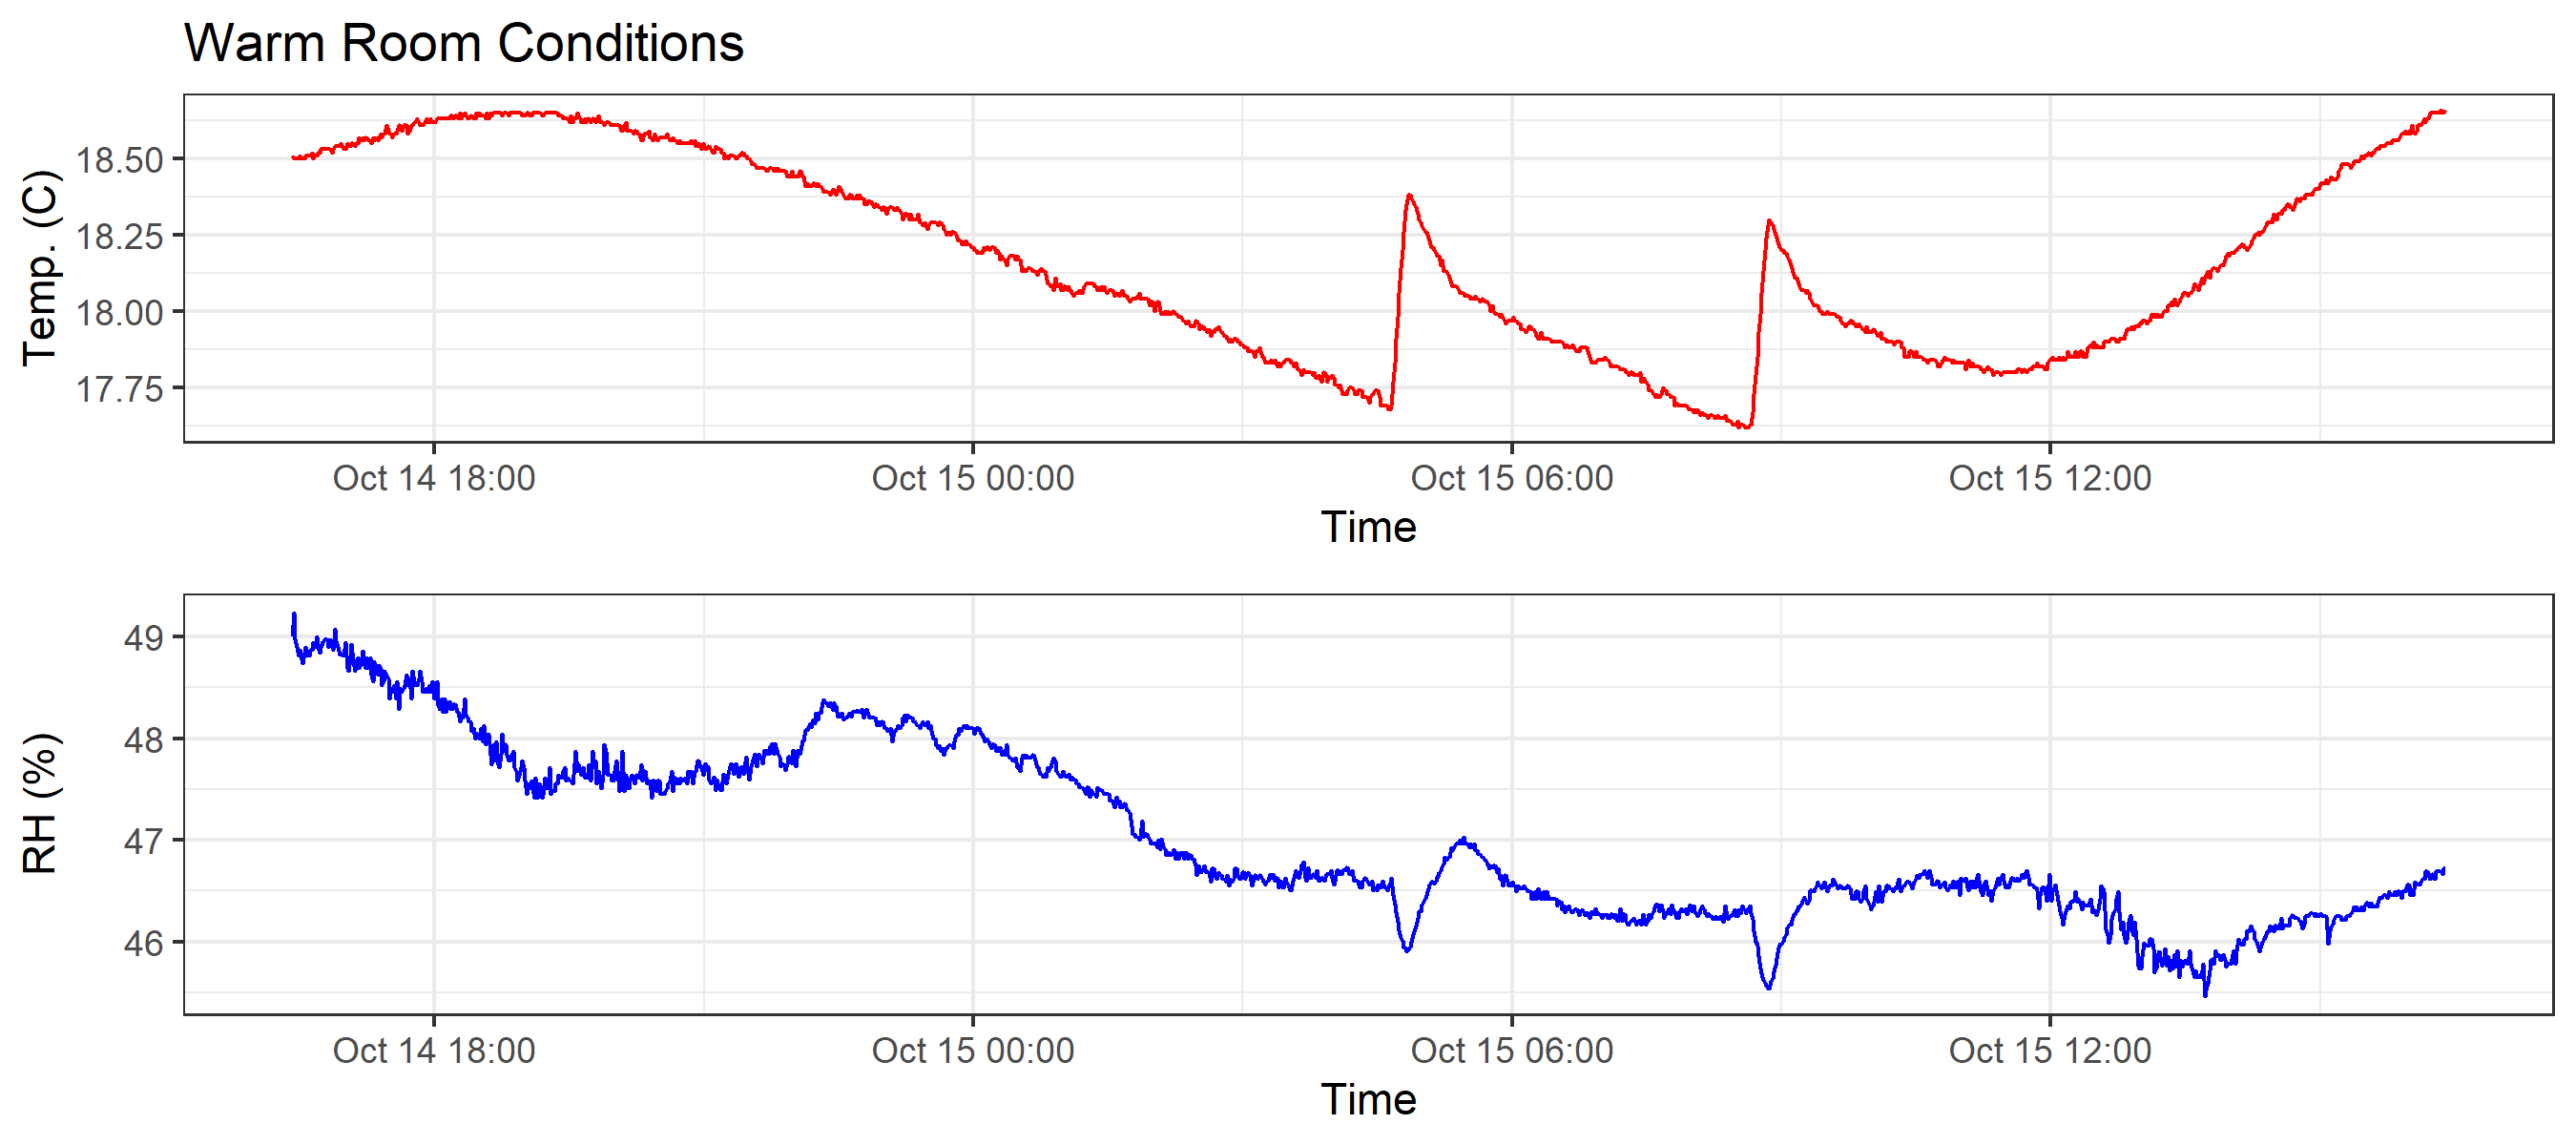 Warm Room Conditions
Temp. (C)
18.50
18.25
18.00
17.75
Oct 14 18:00 Oct 15 00:00 Oct 15 06:00 Oct 15 12:00
Time
RH (%)
49
48
47
46
Oct 14 18:00 Oct 15 00:00 Oct 15 06:00 Oct 15 12:00
Time